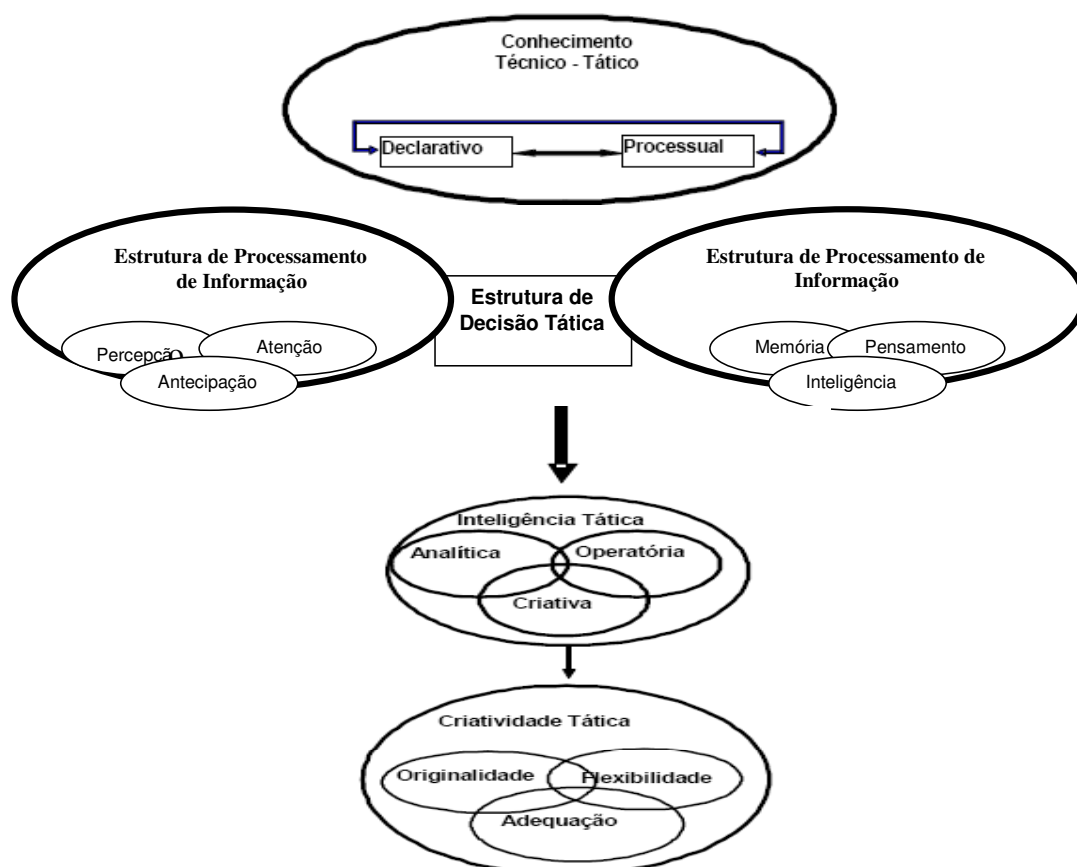 Conhecimento
Técnico - Tático
Declarativo
Processual
Estrutura de Processamento
de Informação
Percepção
Atenção
Antecipação
Estrutura de
Decisão Tática
Estrutura de Processamento de
Informação
Memória
Pensamento
Inteligência
Inteligência Tática
Analítica
Operatória
Criativa
Criatividade Tática
Originalidade
Flexibilidade
Adequação